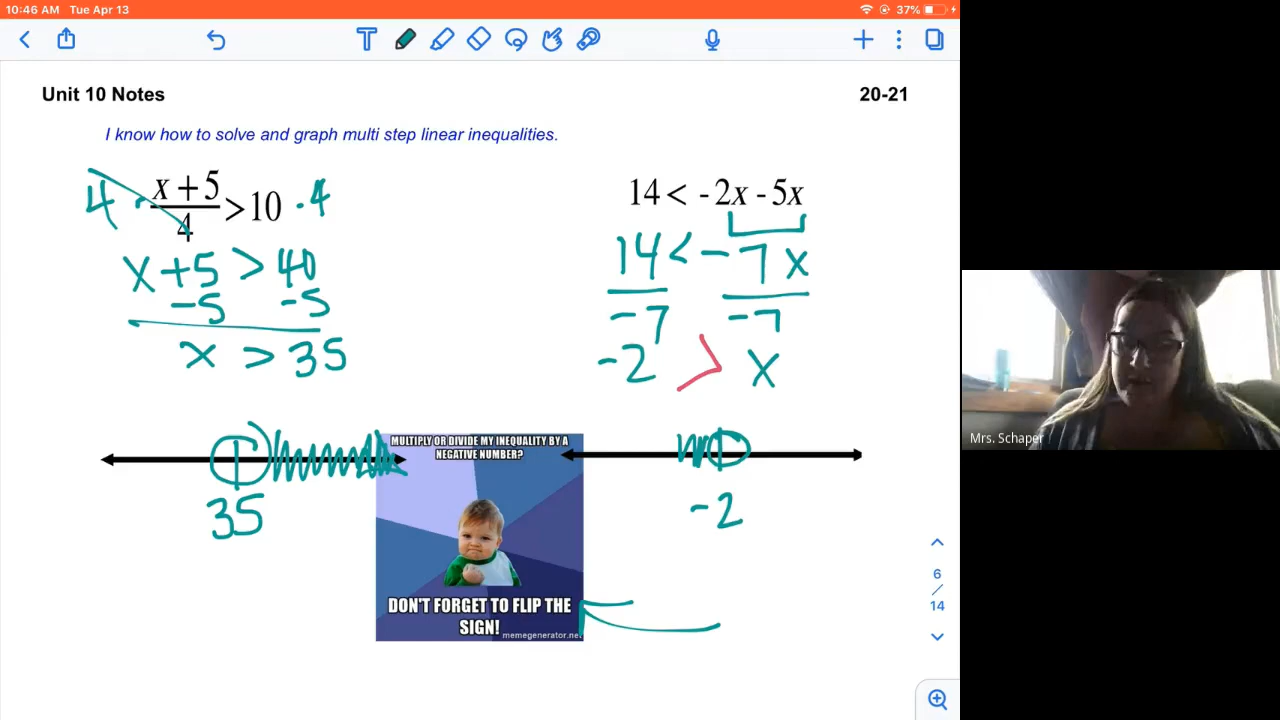 10:46 AM Tue Apr 13
37%
Unit 10 Notes
20-21
I know how to solve and graph multi step linear inequalities.
4 · x + 5 / 4 > 10 · 4
x + 5 > 40
-5 -5
x > 35
35
14 < - 2x - 5x
14 < - 7x
-7 -7
-2 > x
-2
MULTIPLY OR DIVIDE MY INEQUALITY BY A
NEGATIVE NUMBER?
DON'T FORGET TO FLIP THE
SIGN!
memegenerator.net
6
/
14
Mrs. Schaper